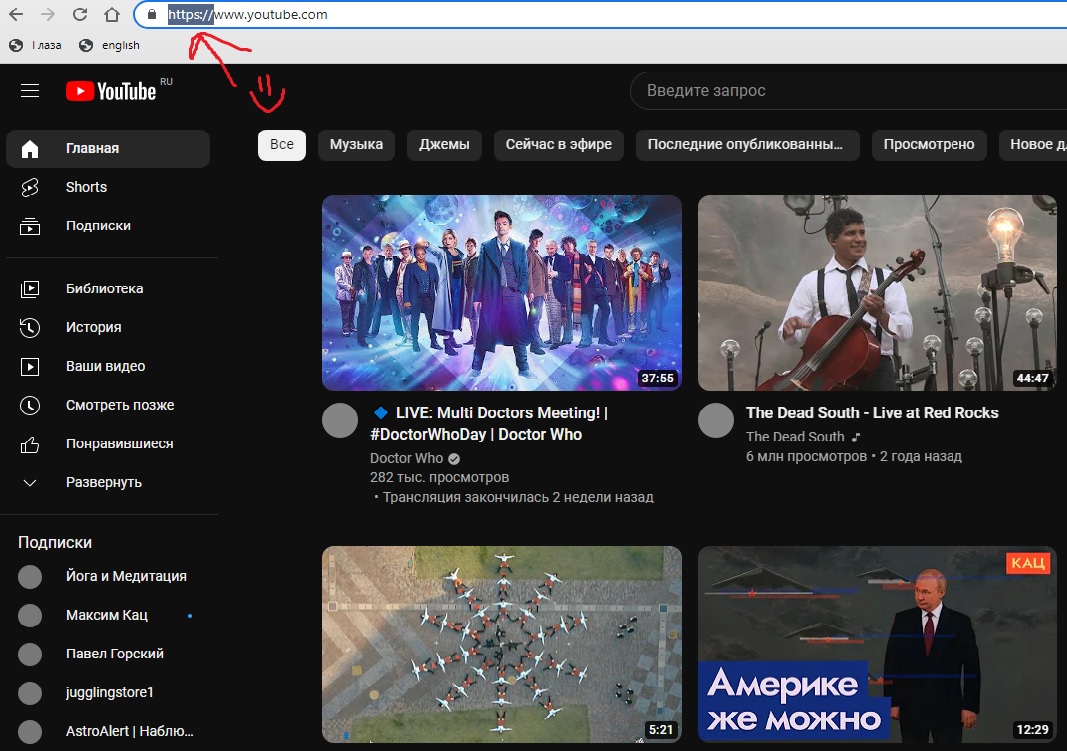 https://www.youtube.com
Глаза
english
YouTube RU
Введите запрос
Все
Музыка
Джемы
Сейчас в эфире
Последние опубликованны...
Просмотрено
Новое
Главная
Shorts
Подписки
Библиотека
История
Ваши видео
Смотреть позже
Понравившиеся
Развернуть
Подписки
Йога и Медитация
Максим Кац
Павел Горский
jugglingstore1
AstroAlert | Наблю...
37:55
LIVE: Multi Doctors Meeting! |
#DoctorWhoDay | Doctor Who
Doctor Who
282 тыс. просмотров
• Трансляция закончилась 2 недели назад
44:47
The Dead South - Live at Red Rocks
The Dead South
6 млн просмотров • 2 года назад
5:21
КАЦ
Америке
же можно
12:29